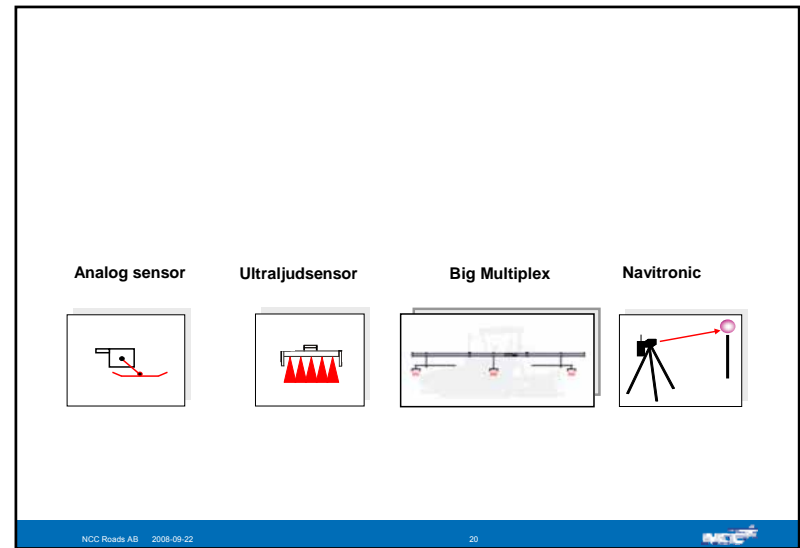 Analog sensor Ultraljudsensor Big Multiplex Navitronic
NCC Roads AB 2008-09-22 20
NCC